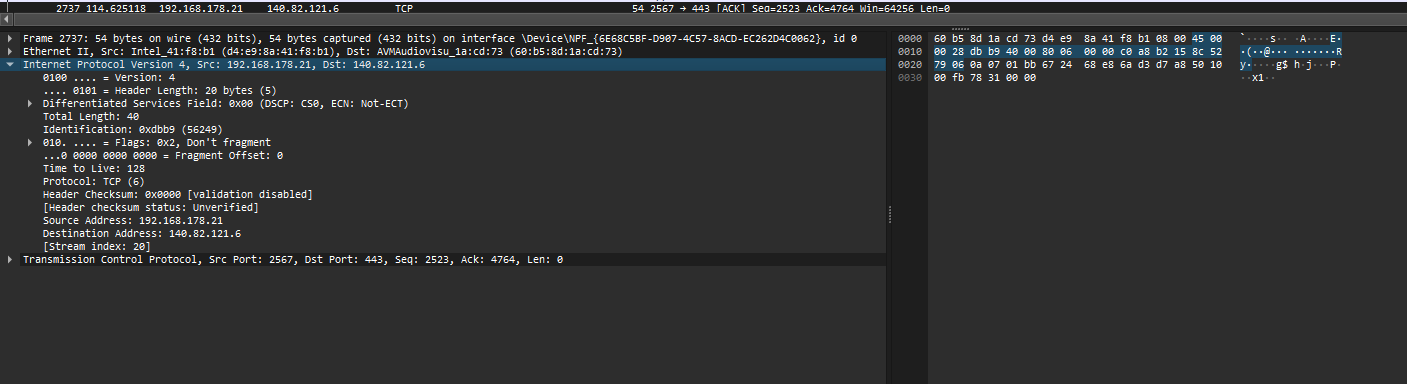 2737 114.625118 192.168.178.21 140.82.121.6 TCP 54 2567 → 443 [ACK] Seq=2523 Ack=4764 Win=64256 Len=0
Frame 2737: 54 bytes on wire (432 bits), 54 bytes captured (432 bits) on interface \Device\NPF_{6E68C5BF-D907-4C57-8ACD-EC262D4C0062}, id 0
Ethernet II, Src: Intel_41:f8:b1 (d4:e9:8a:41:f8:b1), Dst: AVMAudiovisu_1a:cd:73 (60:b5:8d:1a:cd:73)
Internet Protocol Version 4, Src: 192.168.178.21, Dst: 140.82.121.6
0100 .... = Version: 4
.... 0101 = Header Length: 20 bytes (5)
Differentiated Services Field: 0x00 (DSCP: CS0, ECN: Not-ECT)
Total Length: 40
Identification: 0xdbb9 (56249)
010. .... = Flags: 0x2, Don't fragment
...0 0000 0000 0000 = Fragment Offset: 0
Time to Live: 128
Protocol: TCP (6)
Header Checksum: 0x0000 [validation disabled]
[Header checksum status: Unverified]
Source Address: 192.168.178.21
Destination Address: 140.82.121.6
[Stream index: 20]
Transmission Control Protocol, Src Port: 2567, Dst Port: 443, Seq: 2523, Ack: 4764, Len: 0
0000 60 b5 8d 1a cd 73 d4 e9 8a 41 f8 b1 08 00 45 00 `····s·· ·A····E·
0010 00 28 db b9 40 00 80 06 00 00 c0 a8 b2 15 8c 52 ·(··@··· ·······R
0020 79 06 0a 07 01 bb 67 24 68 e8 6a d3 d7 a8 50 10 y·····g$ h·j···P·
0030 00 fb 78 31 00 00 ··x1··